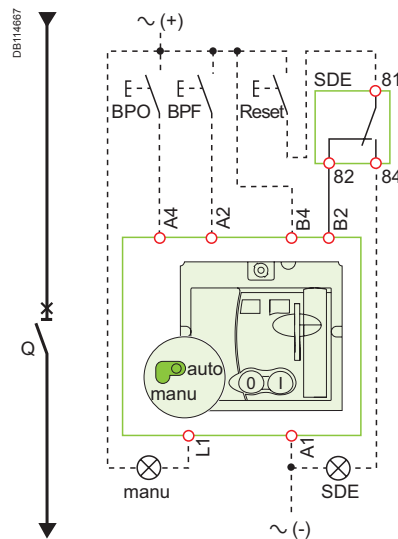 DB114667
∼ (+)
BPO
BPF
Reset
SDE
81
82
84
A4
A2
B4
B2
Q
auto
manu
0
I
L1
A1
manu
SDE
∼ (-)